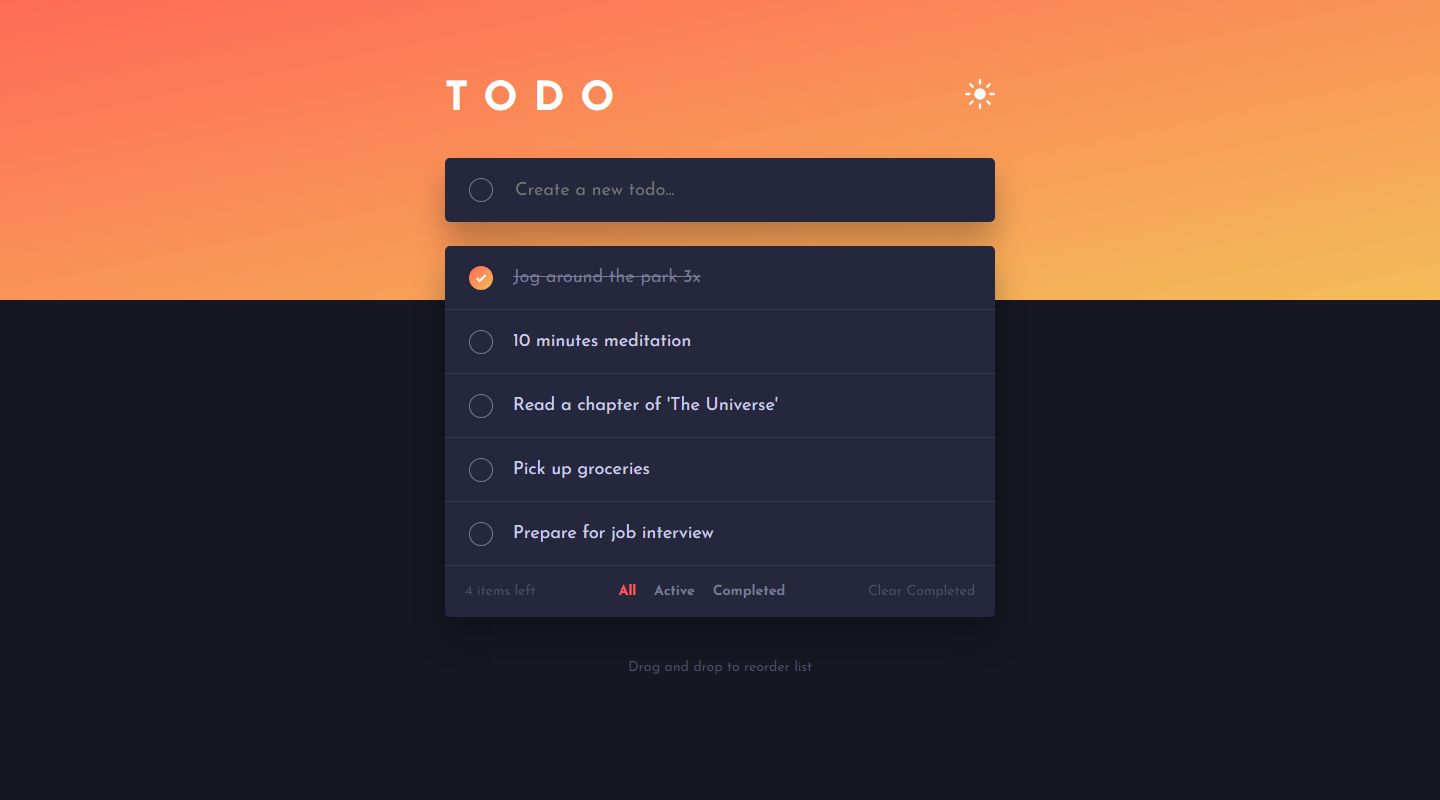 TODO
Create a new todo...
Jog around the park 3x
10 minutes meditation
Read a chapter of 'The Universe'
Pick up groceries
Prepare for job interview
4 items left All Active Completed Clear Completed
Drag and drop to reorder list